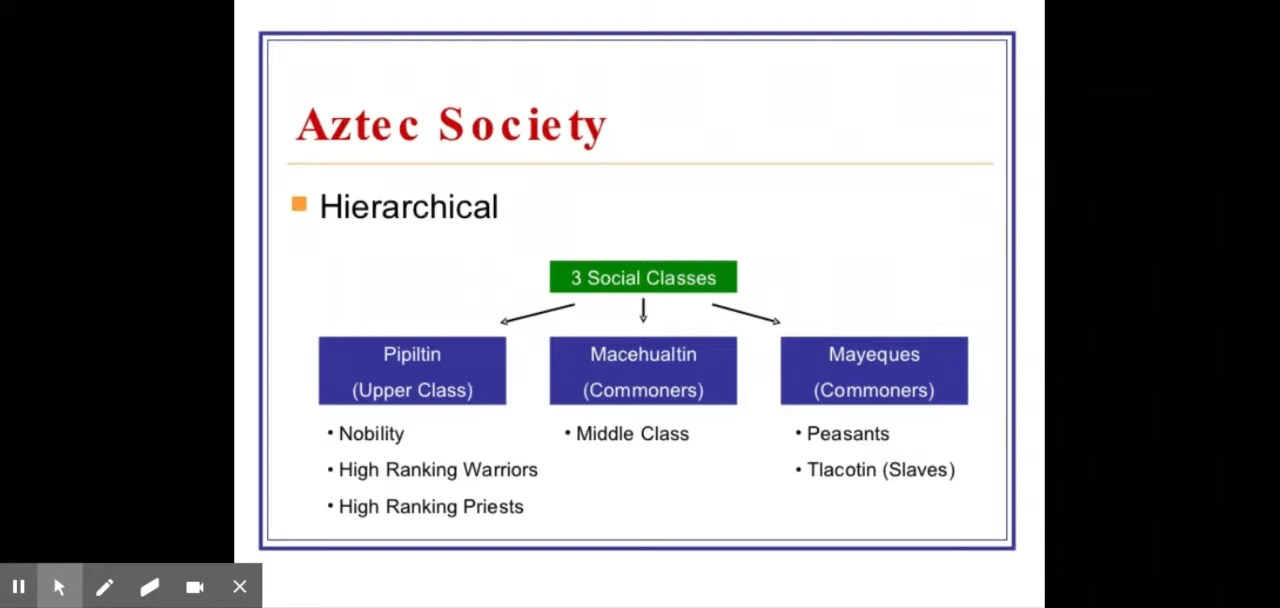 Aztec Society
Hierarchical
3 Social Classes
Pipiltin
(Upper Class)
• Nobility
• High Ranking Warriors
• High Ranking Priests
Macehualtin
(Commoners)
• Middle Class
Mayeques
(Commoners)
• Peasants
• Tlacotin (Slaves)